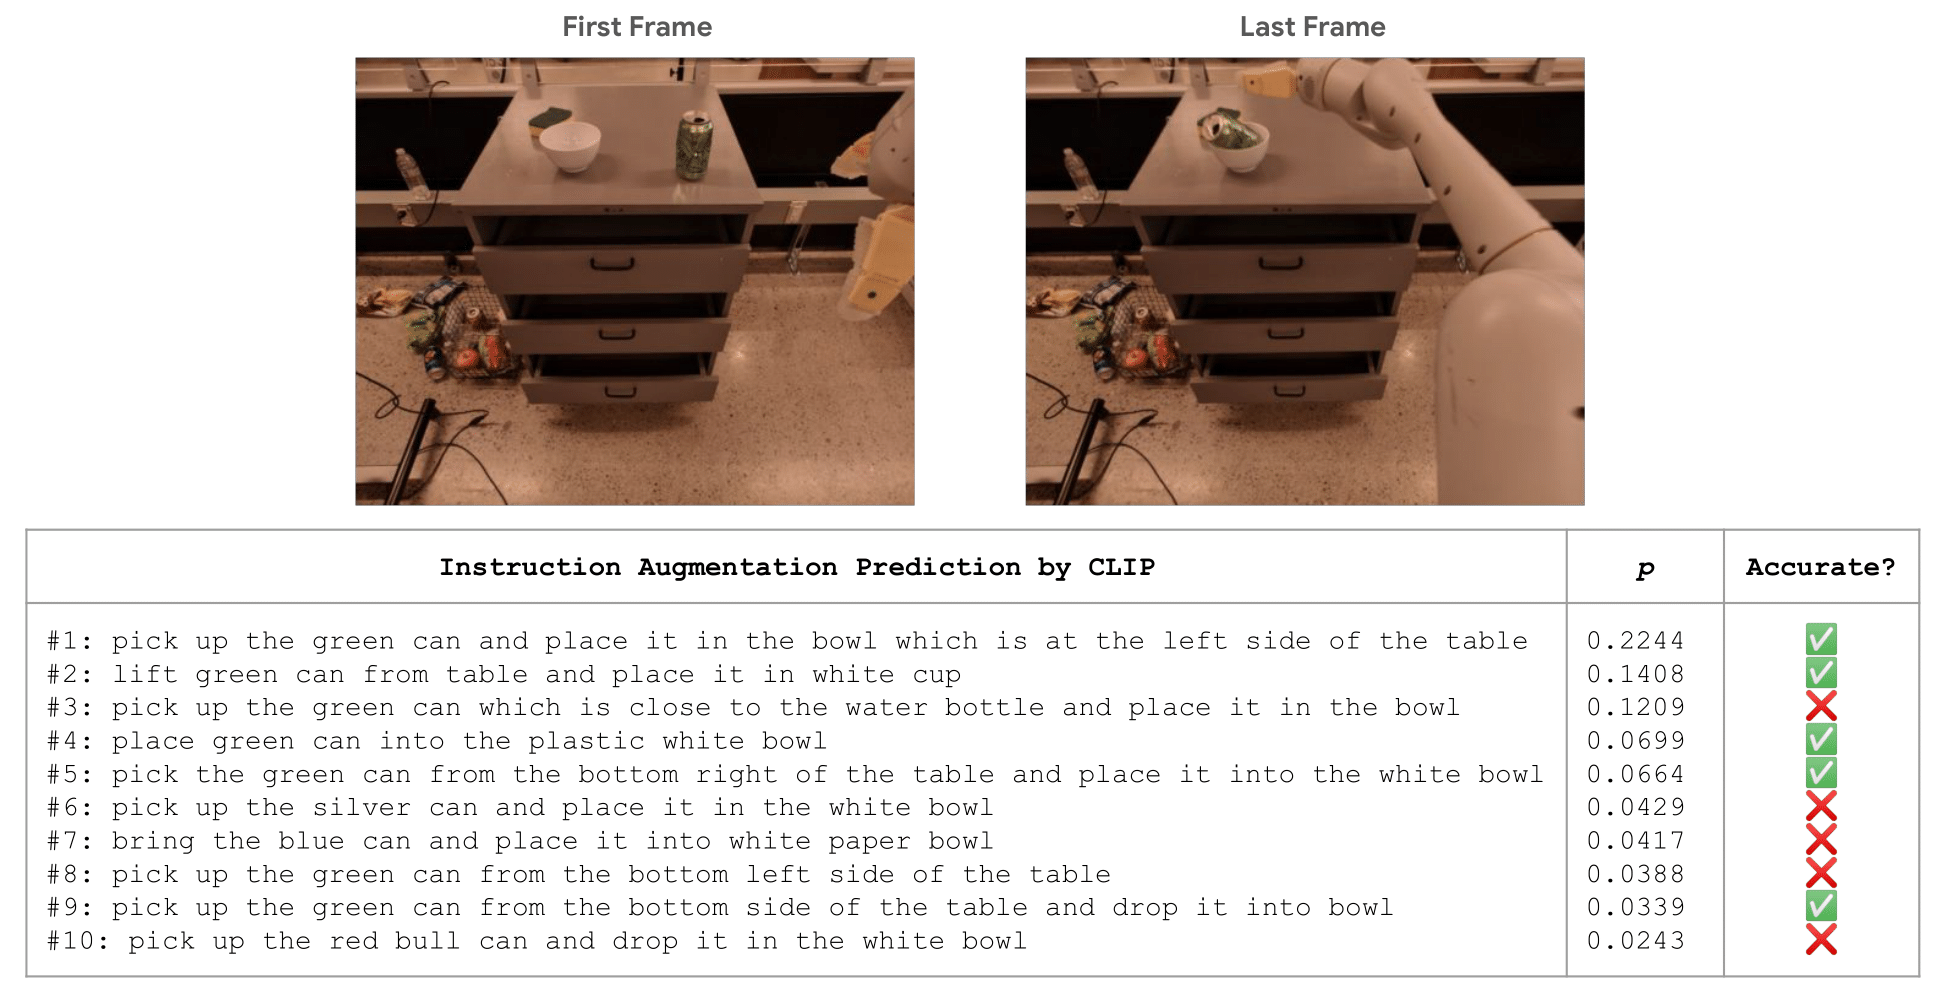 First Frame
Last Frame
Instruction Augmentation Prediction by CLIP p Accurate?
#1: pick up the green can and place it in the bowl which is at the left side of the table 0.2244 ✅
#2: lift green can from table and place it in white cup 0.1408 ✅
#3: pick up the green can which is close to the water bottle and place it in the bowl 0.1209 ❌
#4: place green can into the plastic white bowl 0.0699 ✅
#5: pick the green can from the bottom right of the table and place it into the white bowl 0.0664 ✅
#6: pick up the silver can and place it in the white bowl 0.0429 ❌
#7: bring the blue can and place it into white paper bowl 0.0417 ❌
#8: pick up the green can from the bottom left side of the table 0.0388 ❌
#9: pick up the green can from the bottom side of the table and drop it into bowl 0.0339 ✅
#10: pick up the red bull can and drop it in the white bowl 0.0243 ❌